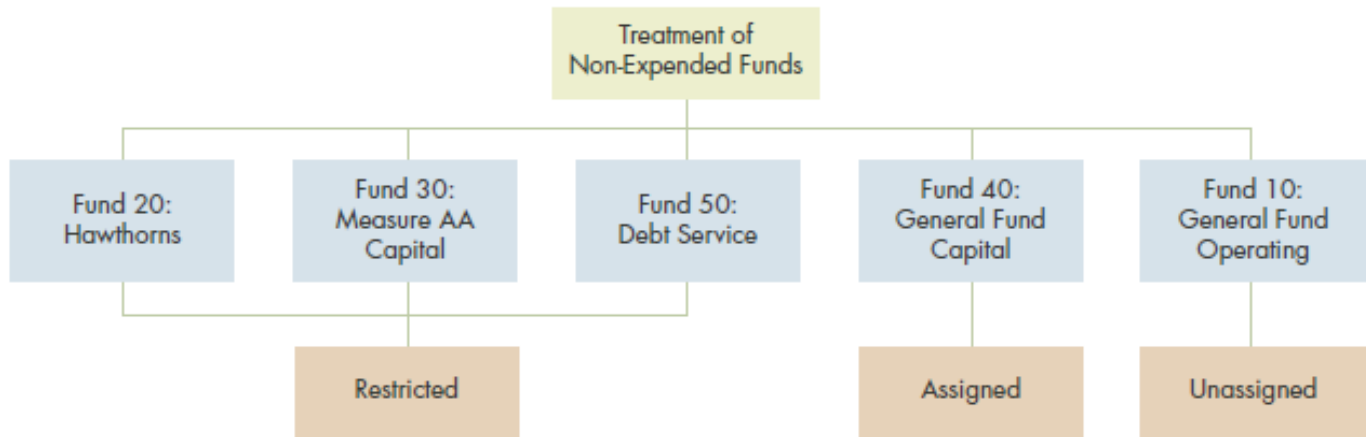 Treatment of
Non-Expended Funds
Fund 20:
Hawthorns
Fund 30:
Measure AA
Capital
Fund 50:
Debt Service
Fund 40:
General Fund
Capital
Fund 10:
General Fund
Operating
Restricted
Assigned
Unassigned